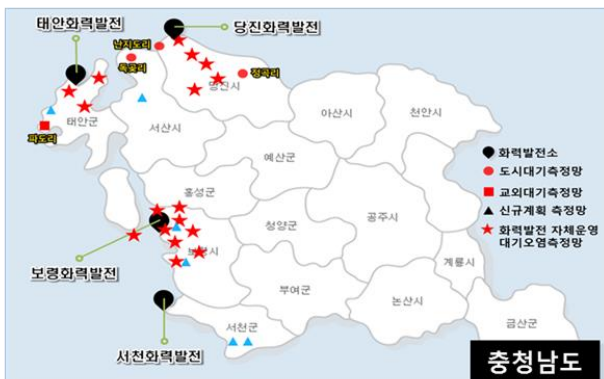 태안화력발전
당진화력발전
난지도리
독곶리
정곡리
당진시
태안군
파도리
서산시
아산시
천안시
예산군
홍성군
청양군
공주시
보령시
계룡시
부여군
논산시
금산군
서천군
보령화력발전
서천화력발전
화력발전소
도시대기측정망
교외대기측정망
신규계획 측정망
화력발전 자체운영
대기오염측정망
충청남도